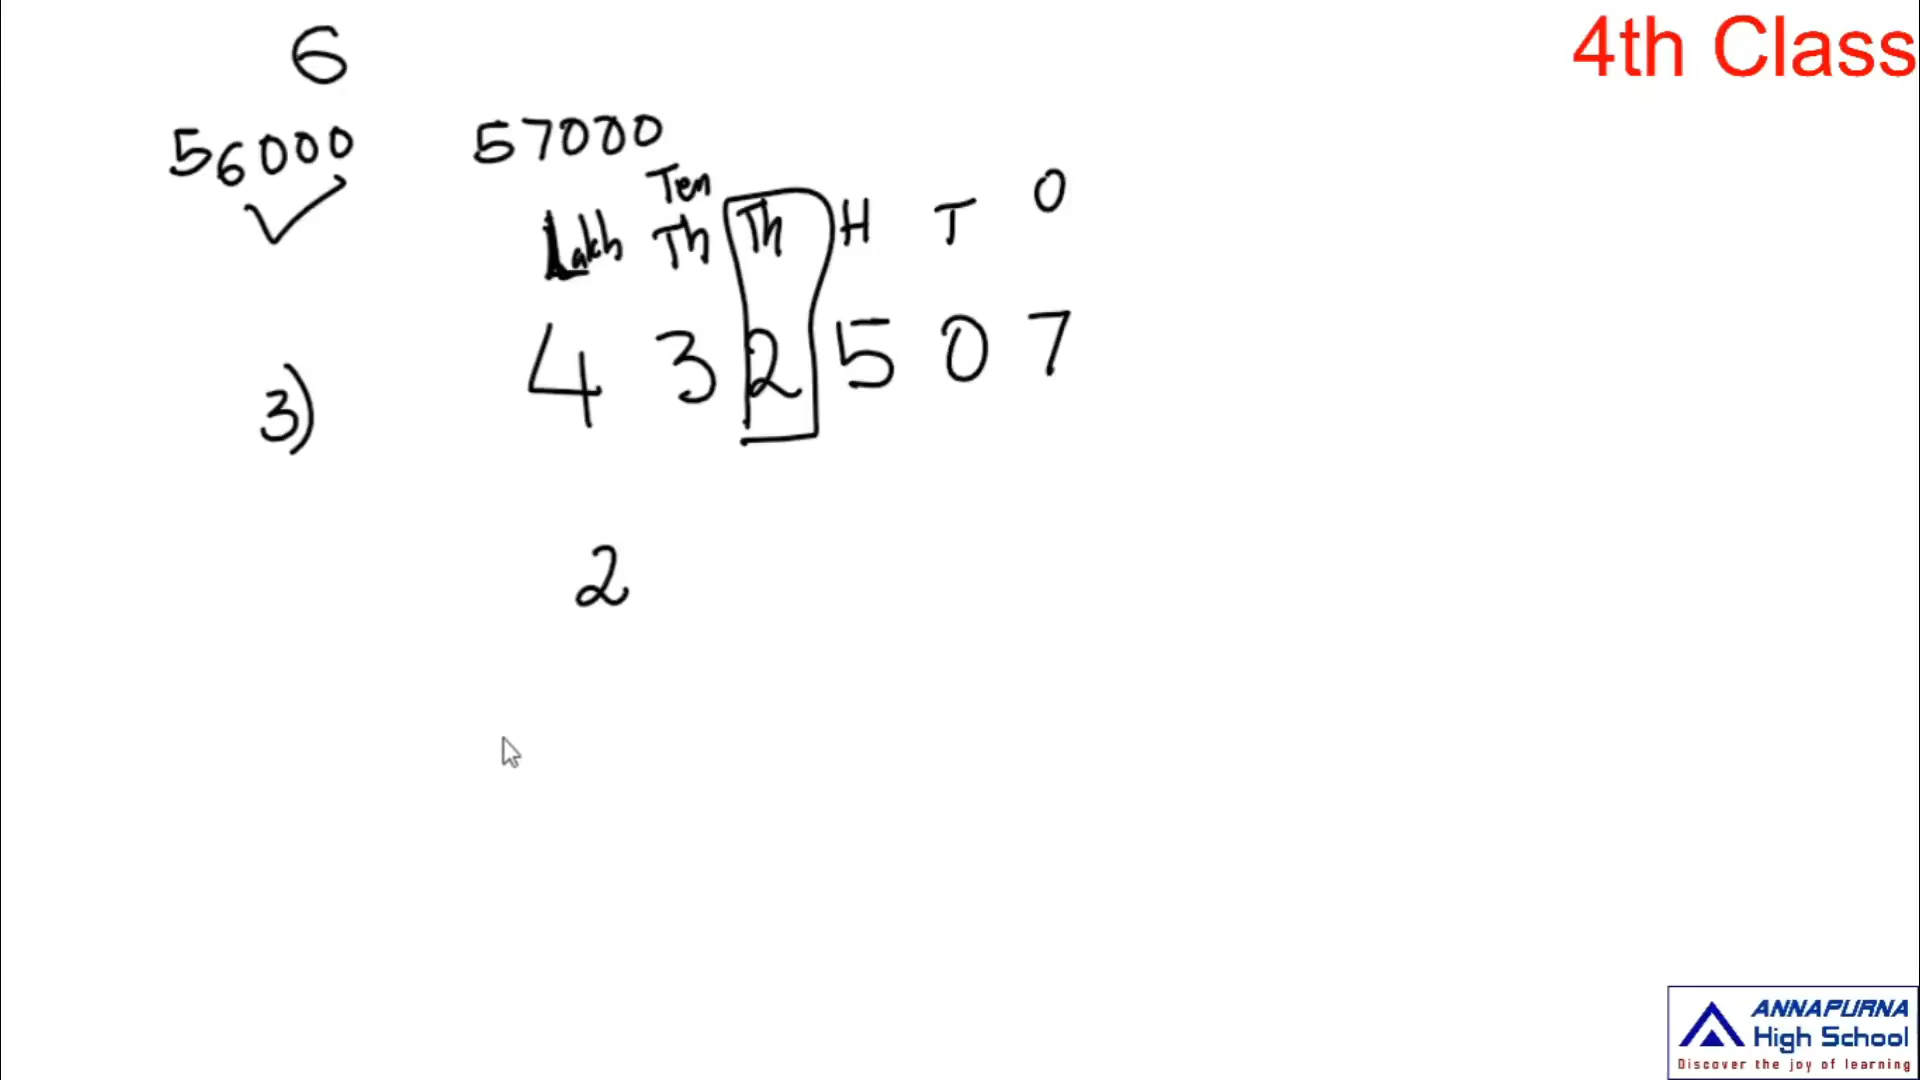 4th Class
6
56000 57000
Lakh Ten Th Th H T O
3) 4 3 2 5 0 7
2
ANNAPURNA
High School
Discover the joy of learning